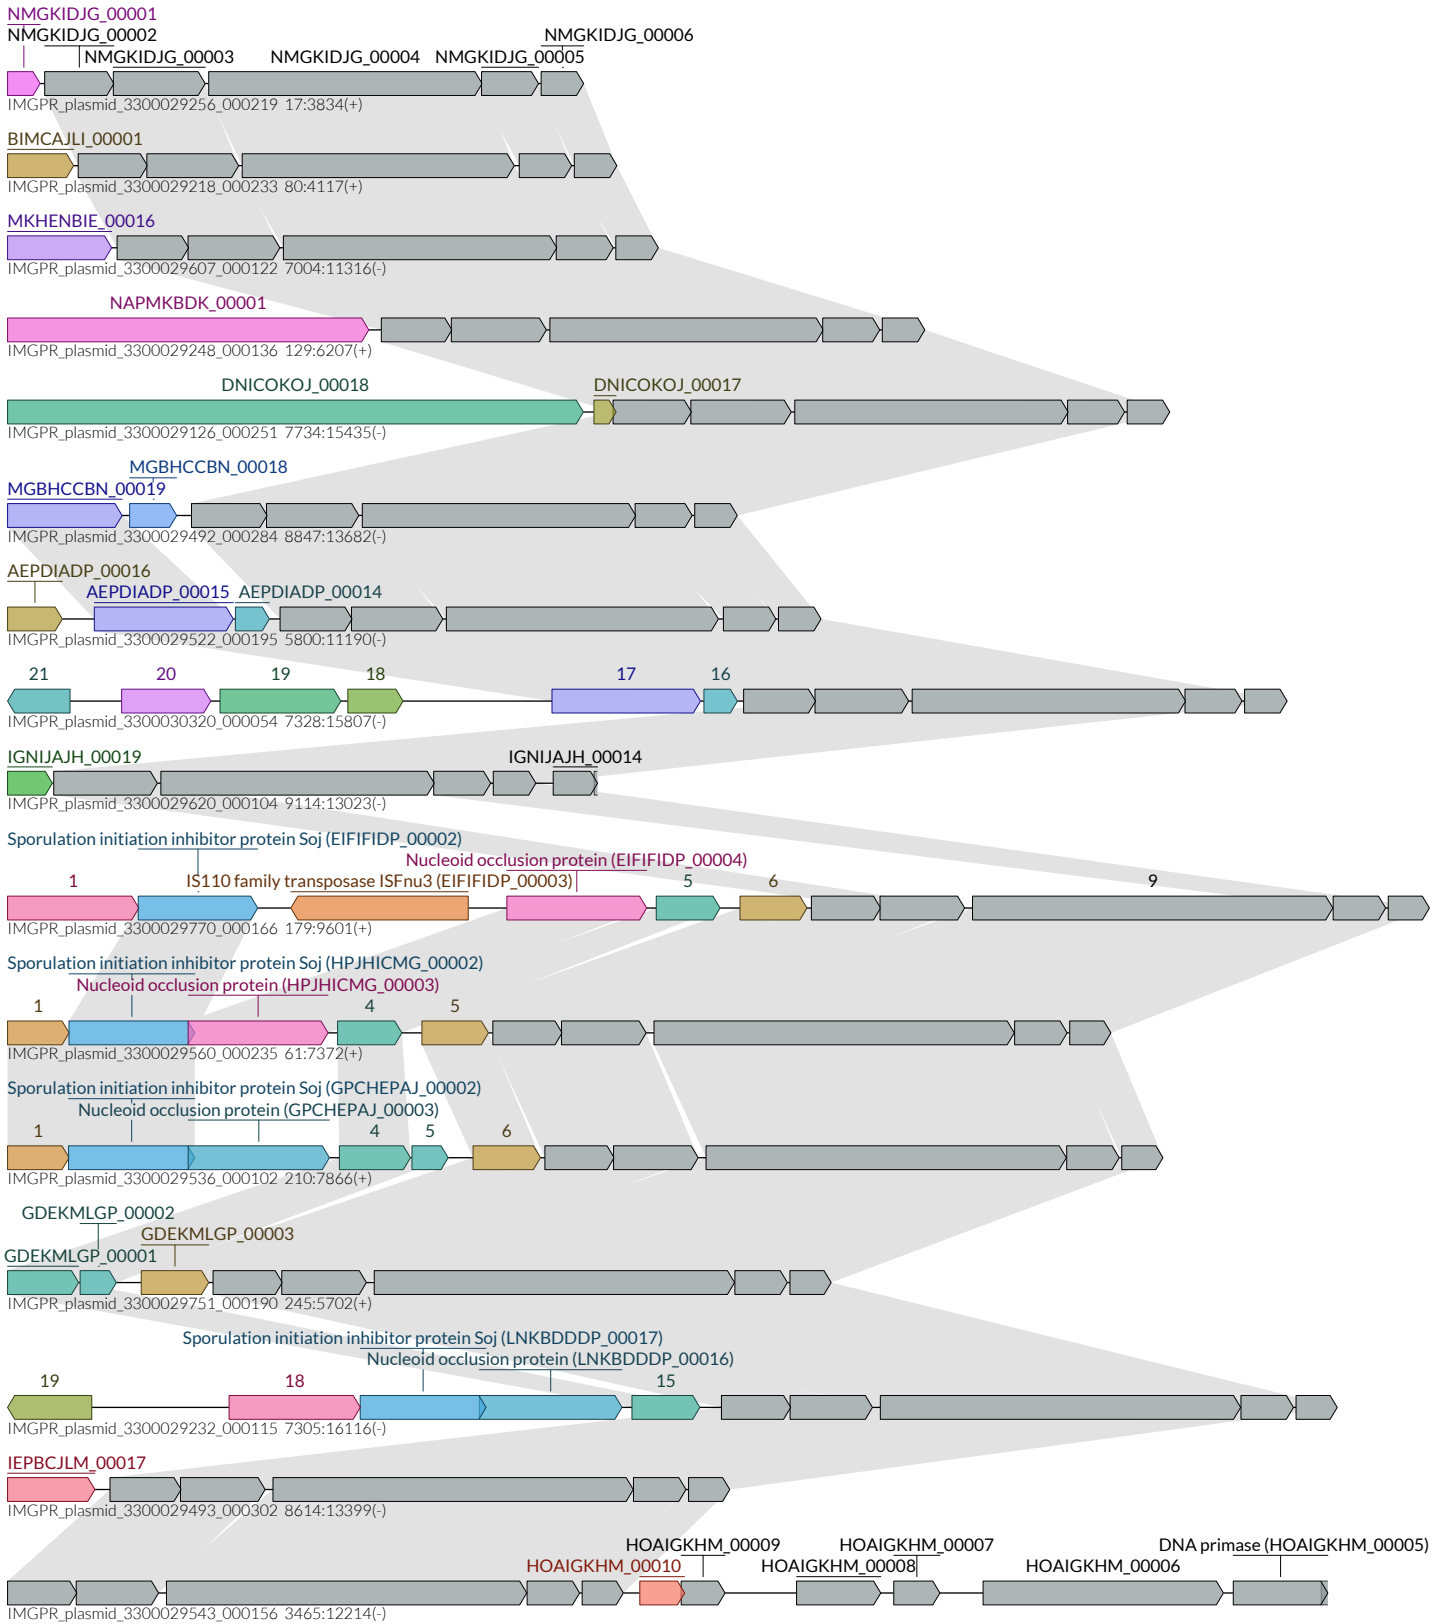 NMGKIDJG_00001
NMGKIDJG_00002 NMGKIDJG_00006
NMGKIDJG_00003 NMGKIDJG_00004 NMGKIDJG_00005
IMGPR_plasmid_3300029256_000219 17:3834(+)
BIMCAJLI_00001
IMGPR_plasmid_3300029218_000233 80:4117(+)
MKHENBIE_00016
IMGPR_plasmid_3300029607_000122 7004:11316(-)
NAPMKBDK_00001
IMGPR_plasmid_3300029248_000136 129:6207(+)
DNICOKOJ_00018 DNICOKOJ_00017
IMGPR_plasmid_3300029126_000251 7734:15435(-)
MGBHCCBN_00018
MGBHCCBN_00019
IMGPR_plasmid_3300029492_000284 8847:13682(-)
AEPDIADP_00016
AEPDIADP_00015 AEPDIADP_00014
IMGPR_plasmid_3300029522_000195 5800:11190(-)
21 20 19 18 17 16
IMGPR_plasmid_3300030320_000054 7328:15807(-)
IGNIJAJH_00019 IGNIJAJH_00014
IMGPR_plasmid_3300029620_000104 9114:13023(-)
Sporulation initiation inhibitor protein Soj (EIFIFIDP_00002)
Nucleoid occlusion protein (EIFIFIDP_00004)
1 IS110 family transposase ISFnu3 (EIFIFIDP_00003) 5 6 9
IMGPR_plasmid_3300029770_000166 179:9601(+)
Sporulation initiation inhibitor protein Soj (HPJHICMG_00002)
Nucleoid occlusion protein (HPJHICMG_00003)
1 4 5
IMGPR_plasmid_3300029560_000235 61:7372(+)
Sporulation initiation inhibitor protein Soj (GPCHEPAJ_00002)
Nucleoid occlusion protein (GPCHEPAJ_00003)
1 4 5 6
IMGPR_plasmid_3300029536_000102 210:7866(+)
GDEKMLGP_00002
GDEKMLGP_00003
GDEKMLGP_00001
IMGPR_plasmid_3300029751_000190 245:5702(+)
Sporulation initiation inhibitor protein Soj (LNKBDDDP_00017)
Nucleoid occlusion protein (LNKBDDDP_00016)
19 18 15
IMGPR_plasmid_3300029232_000115 7305:16116(-)
IEPBCJLM_00017
IMGPR_plasmid_3300029493_000302 8614:13399(-)
HOAIGKHM_00009 HOAIGKHM_00007 DNA primase (HOAIGKHM_00005)
HOAIGKHM_00010 HOAIGKHM_00008 HOAIGKHM_00006
IMGPR_plasmid_3300029543_000156 3465:12214(-)